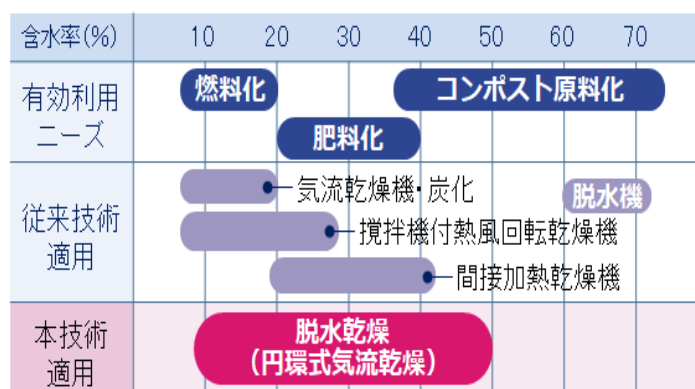 含水率(%) 10 20 30 40 50 60 70
有効利用
ニーズ
燃料化
コンポスト原料化
肥料化
従来技術
適用
気流乾燥機・炭化
脱水機
撹拌機付熱風回転乾燥機
間接加熱乾燥機
本技術
適用
脱水乾燥
(円環式気流乾燥)